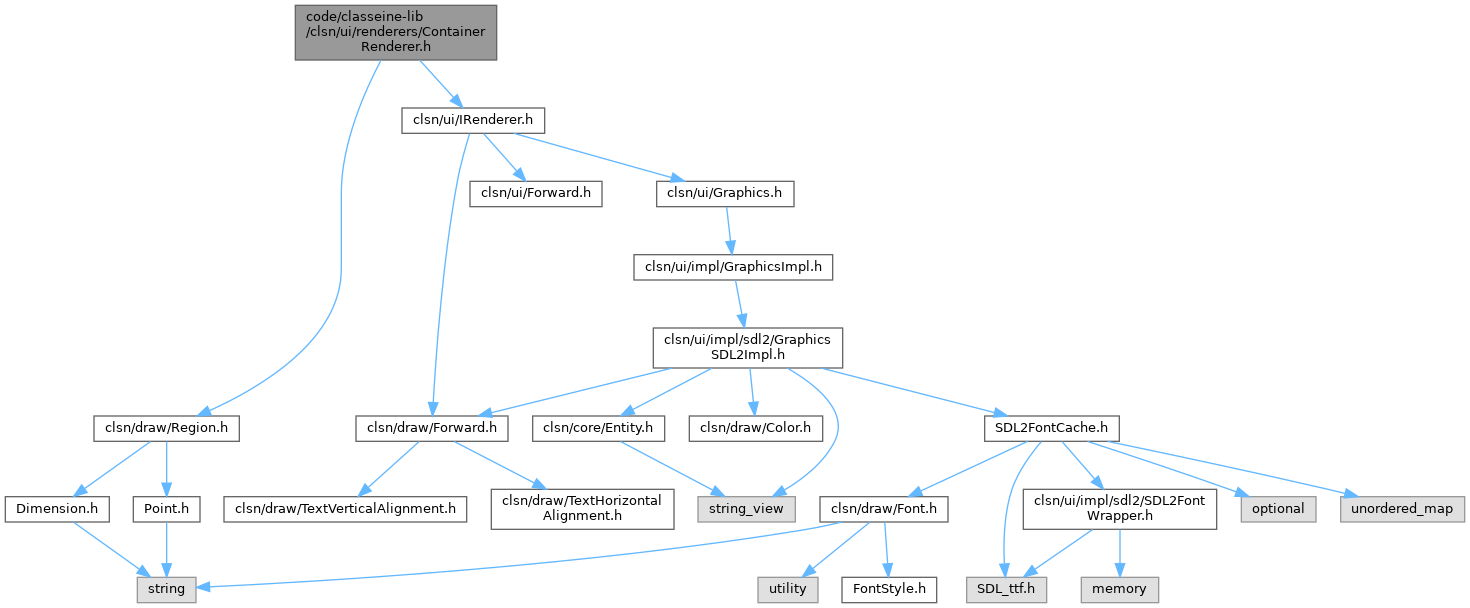 code/classeine-lib
/clsn/ui/renderers/Container
Renderer.h
clsn/ui/IRenderer.h
clsn/ui/Forward.h
clsn/ui/Graphics.h
clsn/ui/impl/GraphicsImpl.h
clsn/ui/impl/sdl2/Graphics
SDL2Impl.h
clsn/draw/Region.h
clsn/draw/Forward.h
clsn/core/Entity.h
clsn/draw/Color.h
SDL2FontCache.h
Dimension.h
Point.h
clsn/draw/TextVerticalAlignment.h
clsn/draw/TextHorizontal
Alignment.h
string_view
clsn/draw/Font.h
clsn/ui/impl/sdl2/SDL2Font
Wrapper.h
optional
unordered_map
string
utility
FontStyle.h
SDL_ttf.h
memory